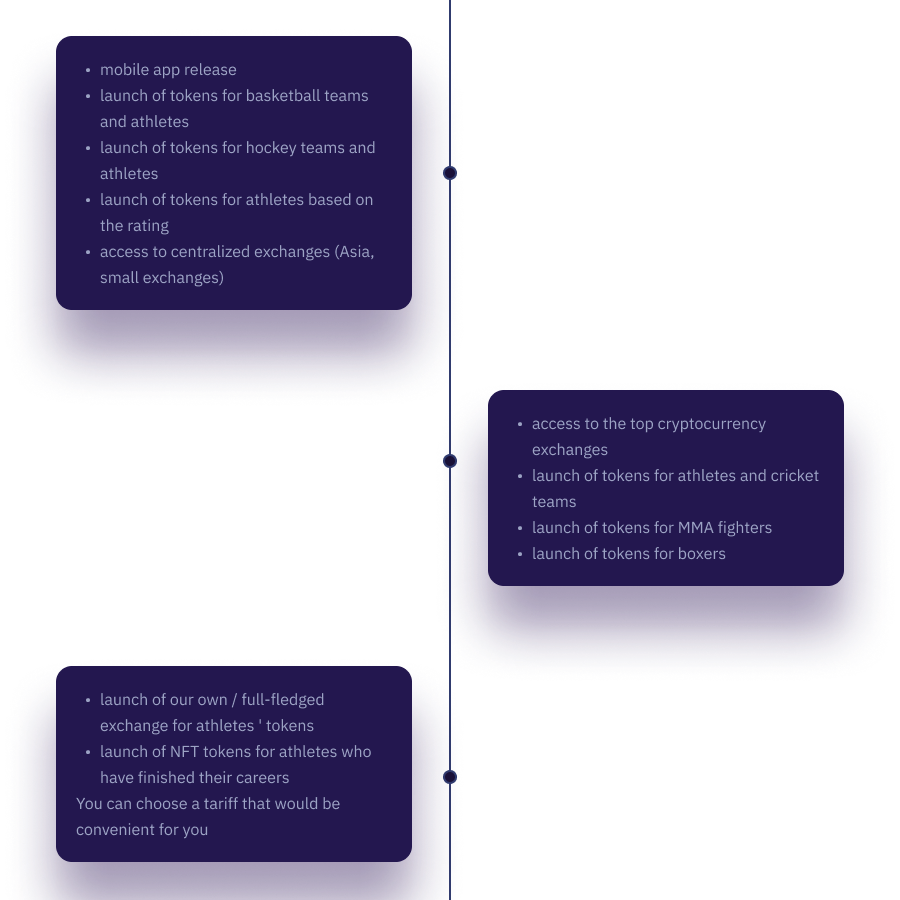 ▪ mobile app release
▪ launch of tokens for basketball teams
and athletes
▪ launch of tokens for hockey teams and
athletes
▪ launch of tokens for athletes based on
the rating
▪ access to centralized exchanges (Asia,
small exchanges)
▪ access to the top cryptocurrency
exchanges
▪ launch of tokens for athletes and cricket
teams
▪ launch of tokens for MMA fighters
▪ launch of tokens for boxers
▪ launch of our own / full-fledged
exchange for athletes ' tokens
▪ launch of NFT tokens for athletes who
have finished their careers
You can choose a tariff that would be
convenient for you